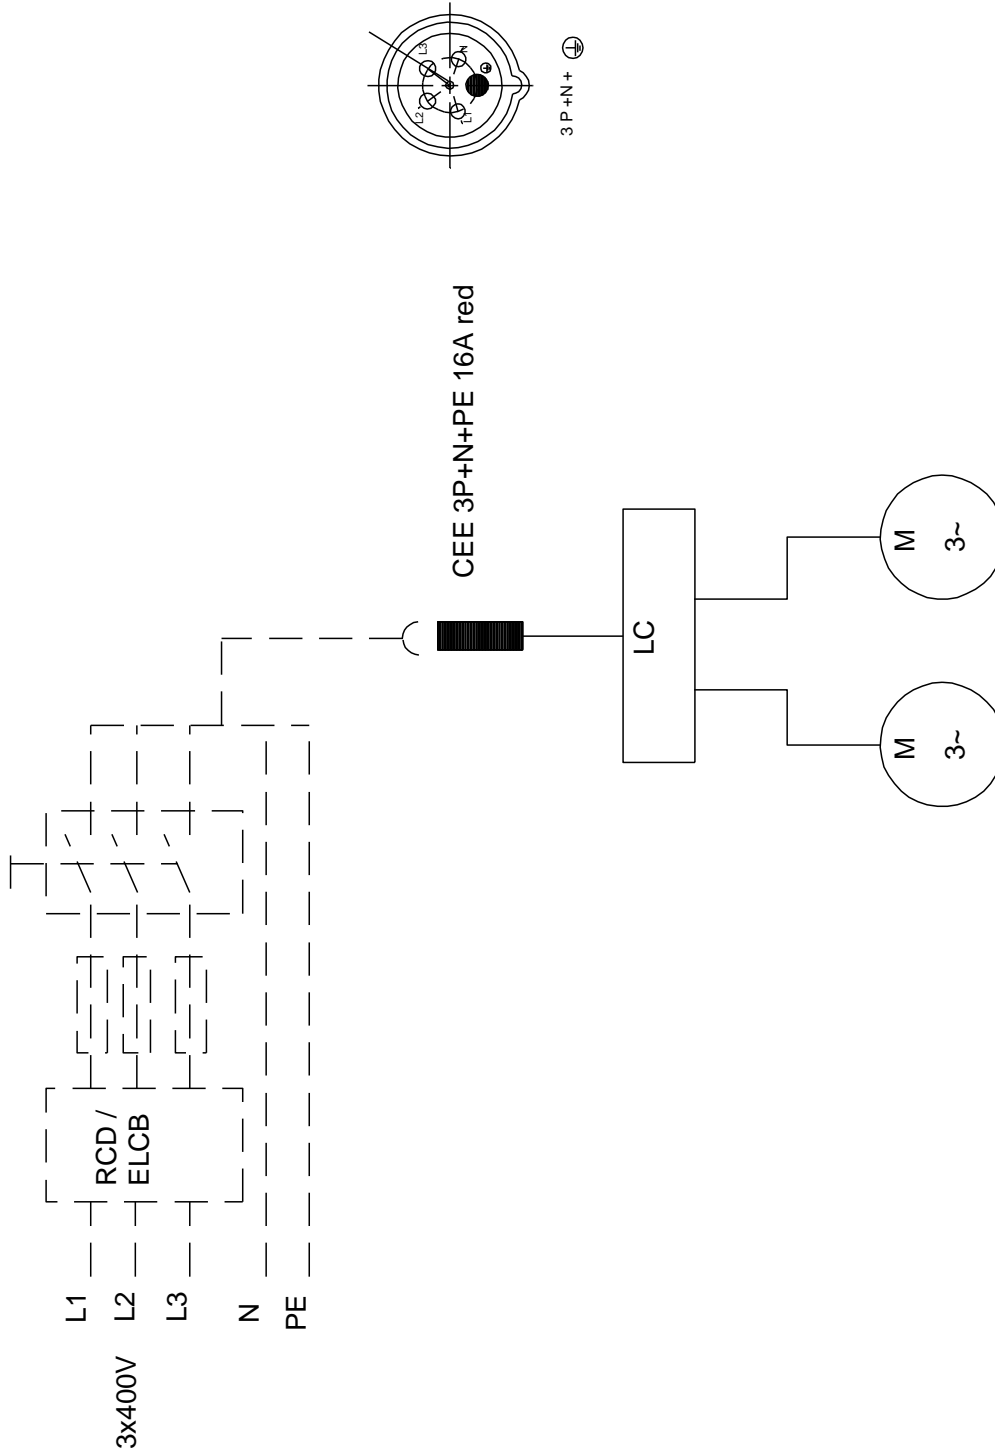 3x400V
L1
L2
L3
N
PE
RCD /
ELCB
CEE 3P+N+PE 16A red
LC
M
3~
M
3~
L2
L3
L1
N
3 P +N +